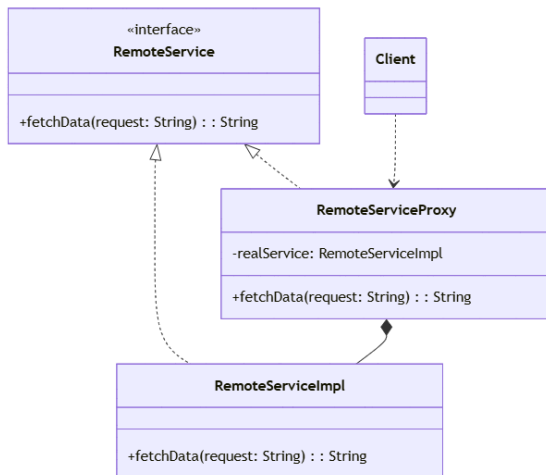 «interface»
RemoteService
+fetchData(request: String) : : String
Client
RemoteServiceProxy
-realService: RemoteServiceImpl
+fetchData(request: String) : : String
RemoteServiceImpl
+fetchData(request: String) : : String